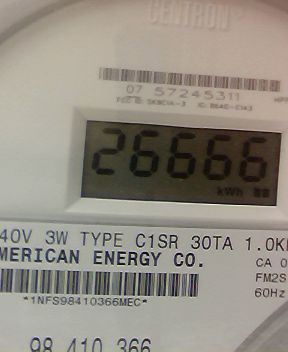 CENTRON
07 57245311
26666
kWh
40V 3W TYPE C1SR 30TA 1.0K
MERICAN ENERGY CO.
CA 0
FM2S
60Hz
*1NFS98410366MEC*
98 410 366